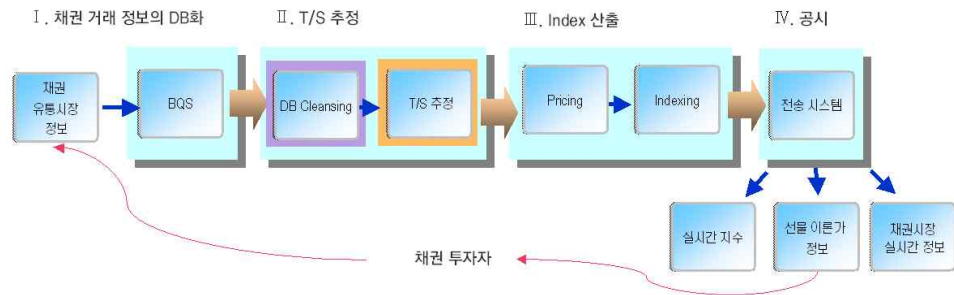 Ⅰ. 채권 거래 정보의 DB화
Ⅱ. T/S 추정
Ⅲ. Index 산출
Ⅳ. 공시
채권
유통시장
정보
BQS
DB Cleansing
T/S 추정
Pricing
Indexing
전송 시스템
실시간 지수
선물 이론가
정보
채권시장
실시간 정보
채권 투자자